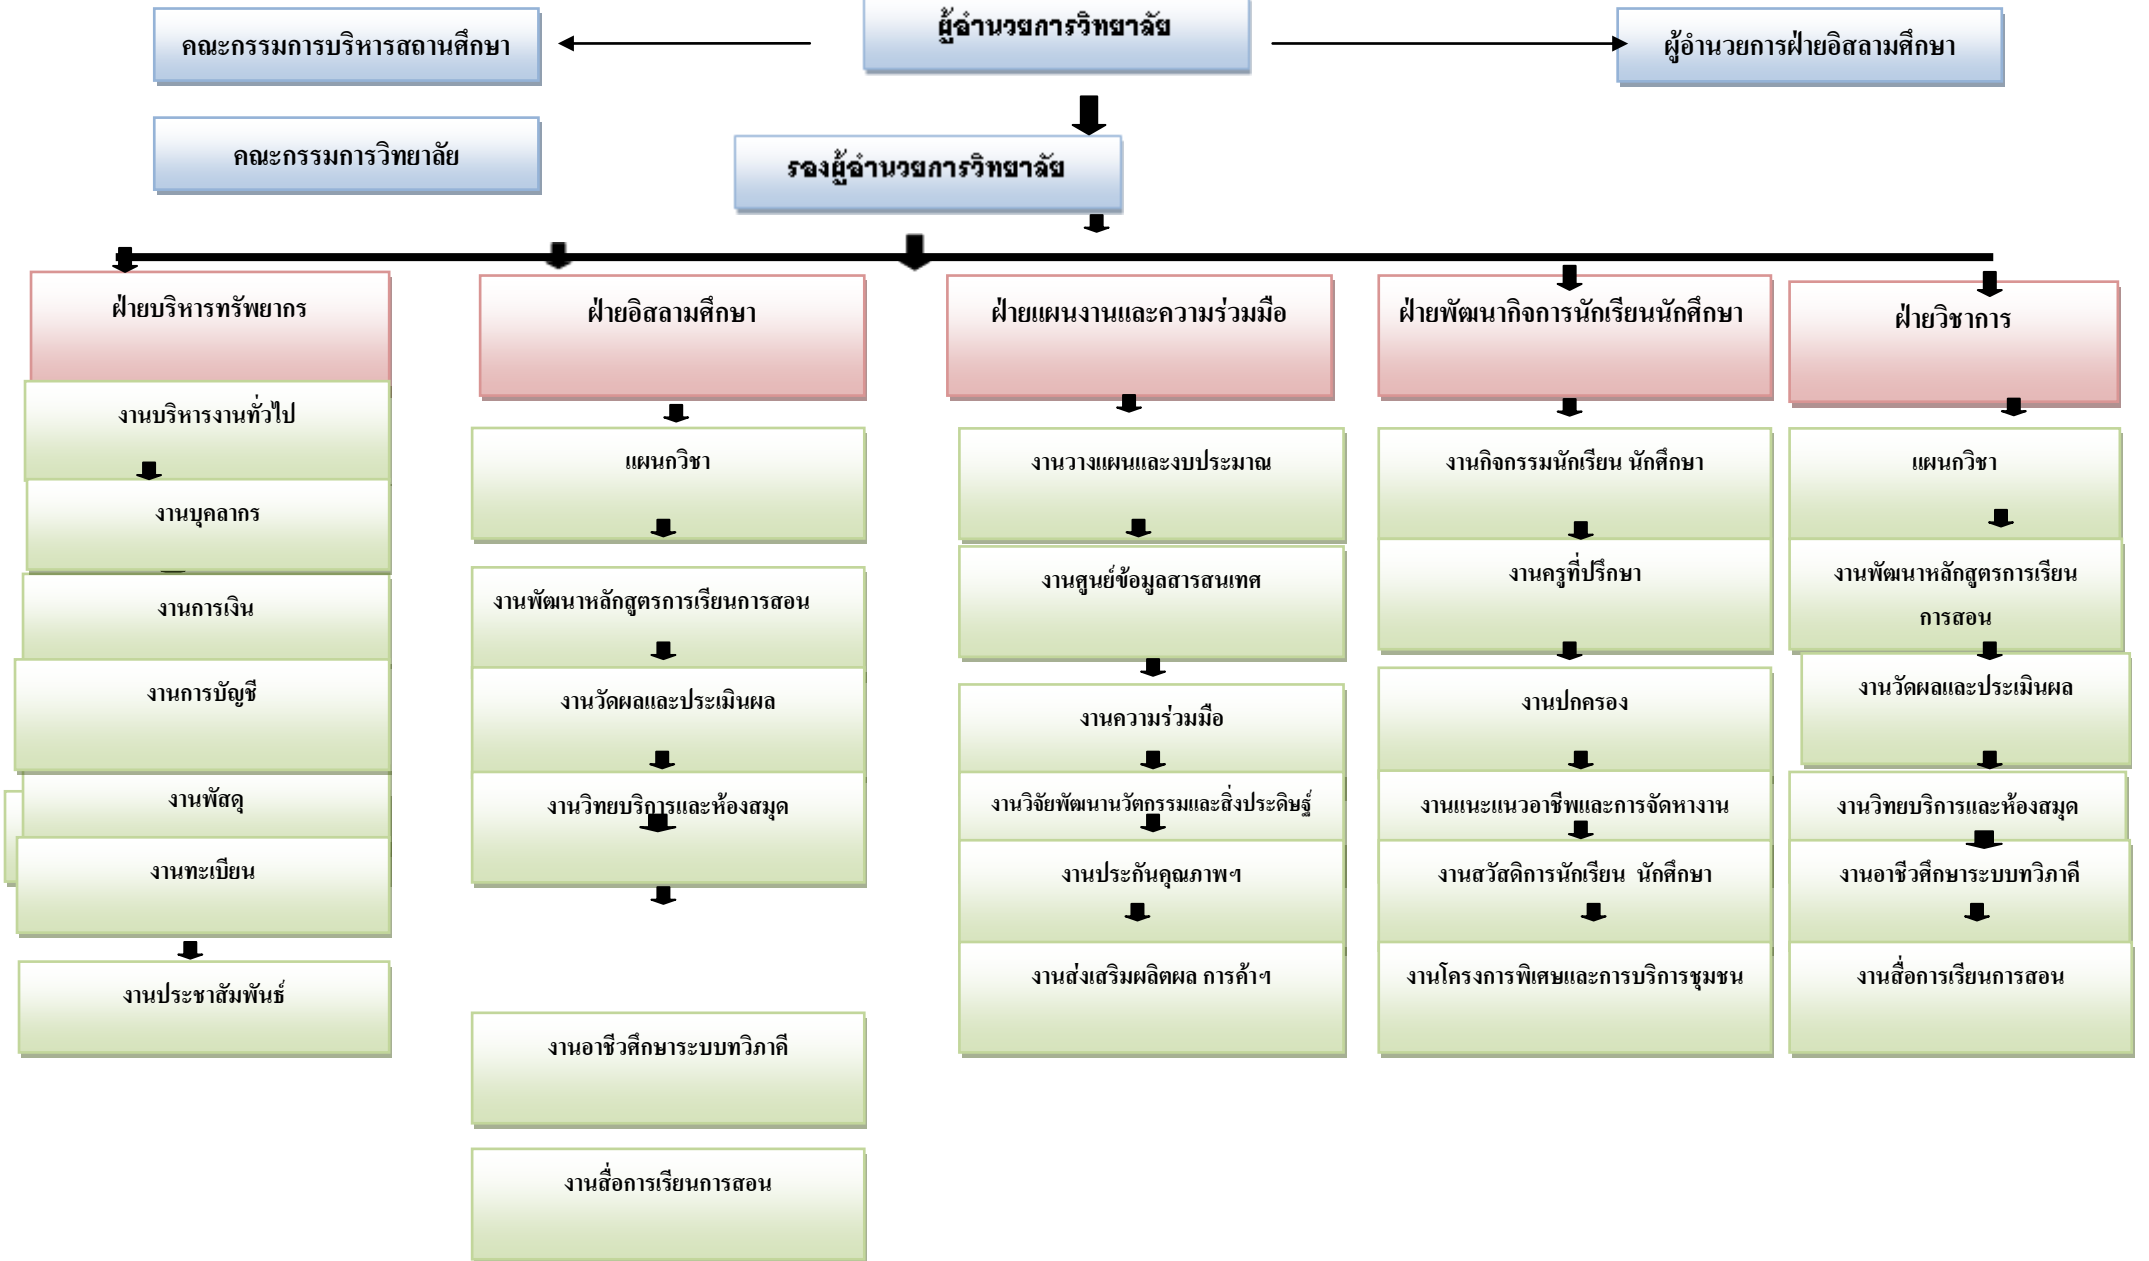 คณะกรรมการบริหารสถานศึกษา
ผู้อำนวยการวิทยาลัย
ผู้อำนวยการฝ่ายอิสลามศึกษา
คณะกรรมการวิทยาลัย
รองผู้อำนวยการวิทยาลัย
ฝ่ายบริหารทรัพยากร
งานบริหารงานทั่วไป
งานบุคลากร
งานการเงิน
งานการบัญชี
งานพัสดุ
งานทะเบียน
งานประชาสัมพันธ์
ฝ่ายอิสลามศึกษา
แผนกวิชา
งานพัฒนาหลักสูตรการเรียนการสอน
งานวัดผลและประเมินผล
งานวิทยบริการและห้องสมุด
งานอาชีวศึกษาระบบทวิภาคี
งานสื่อการเรียนการสอน
ฝ่ายแผนงานและความร่วมมือ
งานวางแผนและงบประมาณ
งานศูนย์ข้อมูลสารสนเทศ
งานความร่วมมือ
งานวิจัยพัฒนานวัตกรรมและสิ่งประดิษฐ์
งานประกันคุณภาพฯ
งานส่งเสริมผลิตผล การค้าฯ
ฝ่ายพัฒนากิจการนักเรียนนักศึกษา
งานกิจกรรมนักเรียน นักศึกษา
งานครูที่ปรึกษา
งานปกครอง
งานแนะแนวอาชีพและการจัดหางาน
งานสวัสดิการนักเรียน นักศึกษา
งานโครงการพิเศษและการบริการชุมชน
ฝ่ายวิชาการ
แผนกวิชา
งานพัฒนาหลักสูตรการเรียน
การสอน
งานวัดผลและประเมินผล
งานวิทยบริการและห้องสมุด
งานอาชีวศึกษาระบบทวิภาคี
งานสื่อการเรียนการสอน